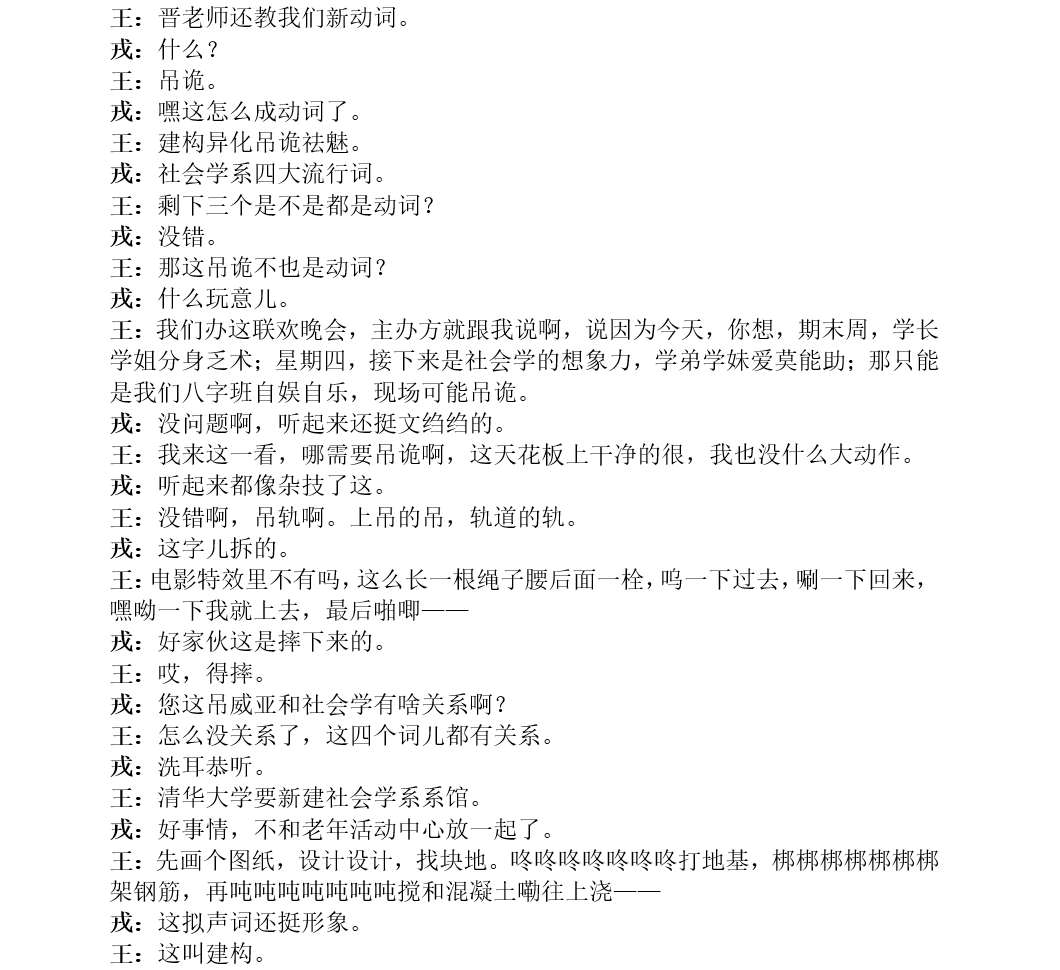 王：晋老师还教我们新动词。
戎：什么？
王：吊诡。
戎：嘿这怎么成动词了。
王：建构异化吊诡祛魅。
戎：社会学系四大流行词。
王：剩下三个是不是都是动词？
戎：没错。
王：那这吊诡不也是动词？
戎：什么玩意儿。
王：我们办这联欢晚会，主办方就跟我说啊，说因为今天，你想，期末周，学长
学姐分身乏术；星期四，接下来是社会学的想象力，学弟学妹爱莫能助；那只能
是我们八字班自娱自乐，现场可能吊诡。
戎：没问题啊，听起来还挺文绉绉的。
王：我来这一看，哪需要吊诡啊，这天花板上干净的很，我也没什么大动作。
戎：听起来都像杂技了这。
王：没错啊，吊轨啊。上吊的吊，轨道的轨。
戎：这字儿拆的。
王：电影特效里不有吗，这么长一根绳子腰后面一栓，呜一下过去，唰一下回来，
嘿呦一下我就上去，最后啪唧——
戎：好家伙这是摔下来的。
王：哎，得摔。
戎：您这吊威亚和社会学有啥关系啊？
王：怎么没关系了，这四个词儿都有关系。
戎：洗耳恭听。
王：清华大学要新建社会学系系馆。
戎：好事情，不和老年活动中心放一起了。
王：先画个图纸，设计设计，找块地。咚咚咚咚咚咚咚打地基，梆梆梆梆梆梆梆
架钢筋，再吨吨吨吨吨吨吨搅和混凝土嘞往上浇——
戎：这拟声词还挺形象。
王：这叫建构。